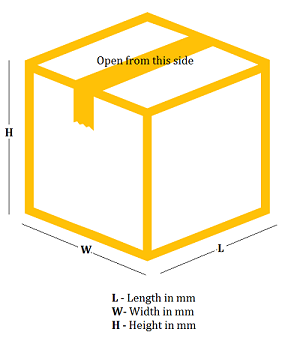 Open from this side
H
W
L
L - Length in mm
W- Width in mm
H - Height in mm